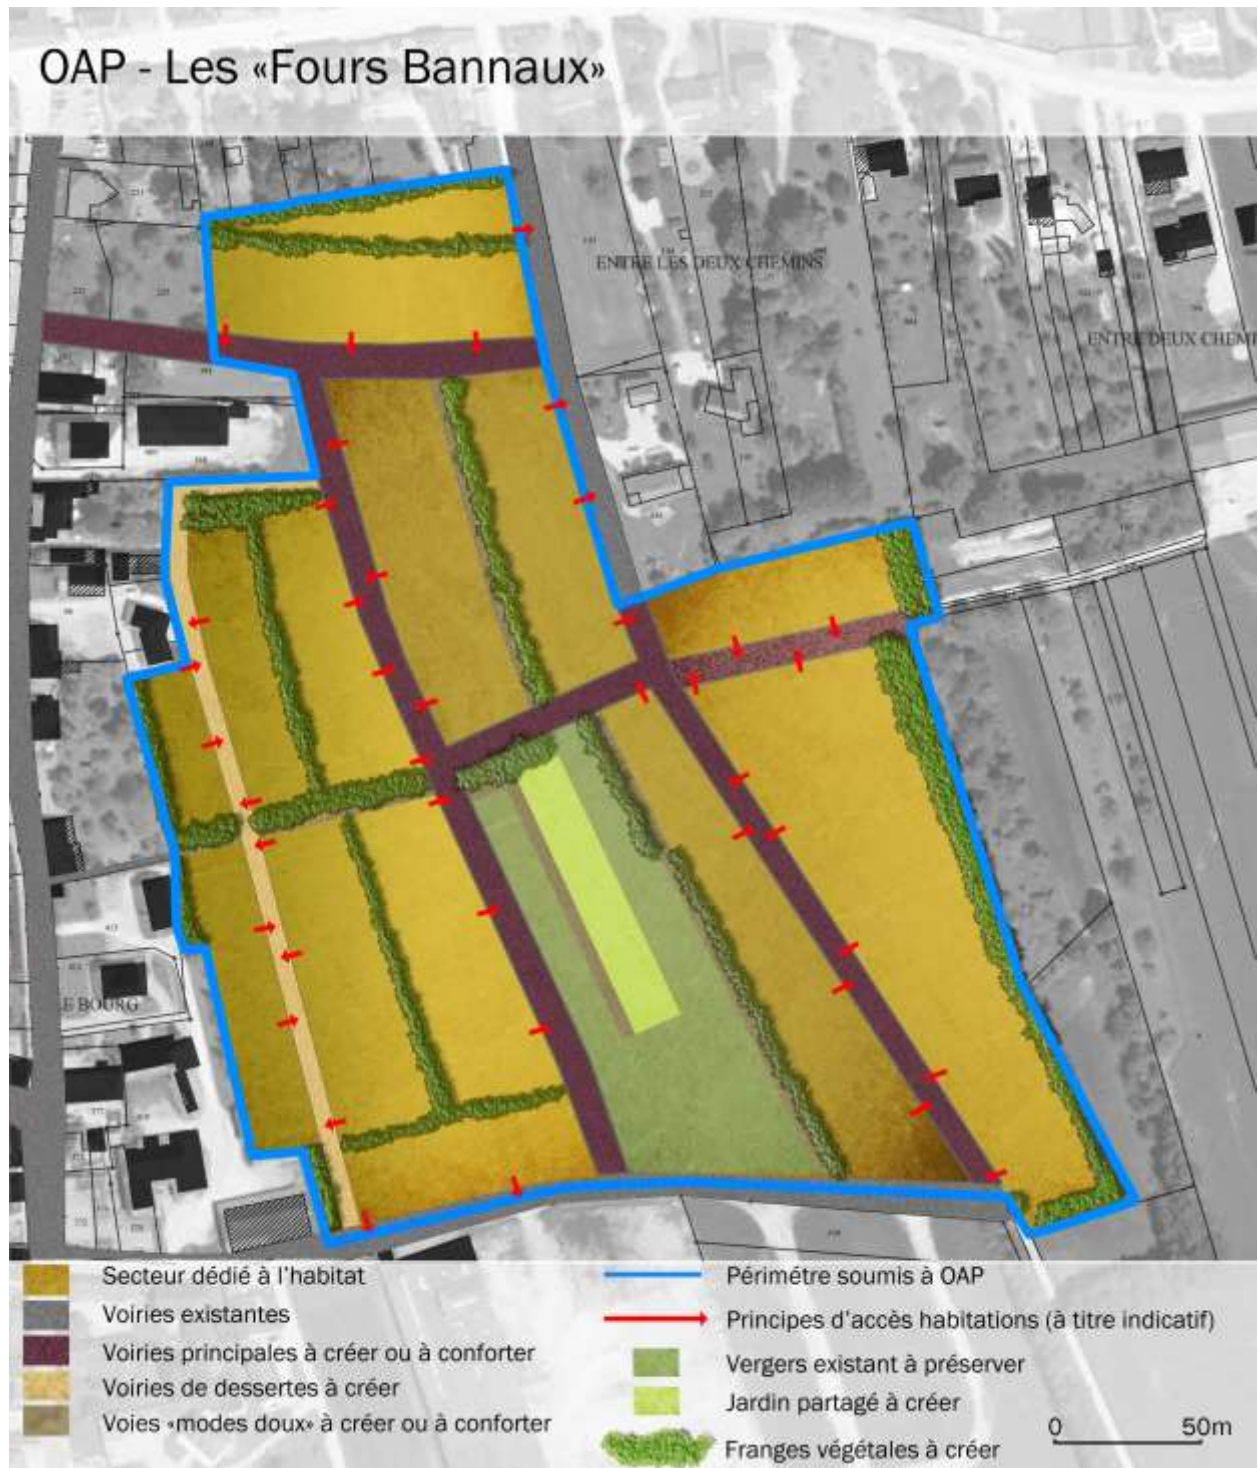 OAP - Les «Fours Bannaux»
ENTRE LES DEUX CHEMINS
ENTRE DEUX CHEMI
LE BOURG
Secteur dédié à l'habitat
Voiries existantes
Voiries principales à créer ou à conforter
Voiries de dessertes à créer
Voies «modes doux» à créer ou à conforter
Périmétre soumis à OAP
Principes d'accès habitations (à titre indicatif)
Vergers existant à préserver
Jardin partagé à créer
Franges végétales à créer
0 50m